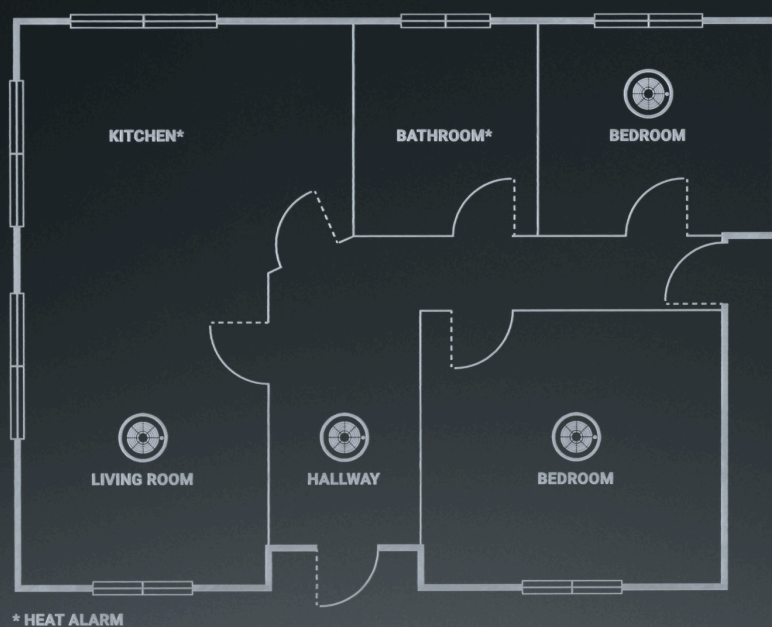 KITCHEN*
BATHROOM*
BEDROOM
LIVING ROOM
HALLWAY
BEDROOM
* HEAT ALARM